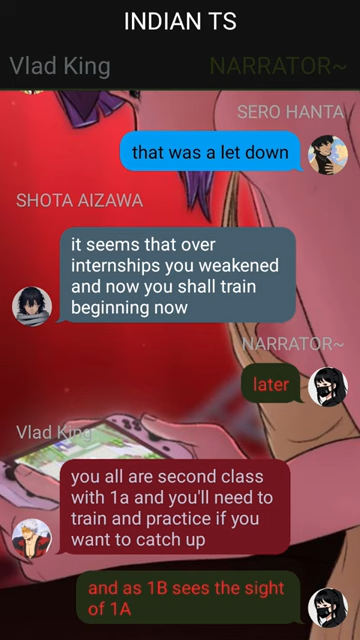 INDIAN TS
Vlad King
NARRATOR~
SERO HANTA
that was a let down
SHOTA AIZAWA
it seems that over
internships you weakened
and now you shall train
beginning now
NARRATOR~
later
Vlad King
you all are second class
with 1a and you'll need to
train and practice if you
want to catch up
and as 1B sees the sight
of 1A